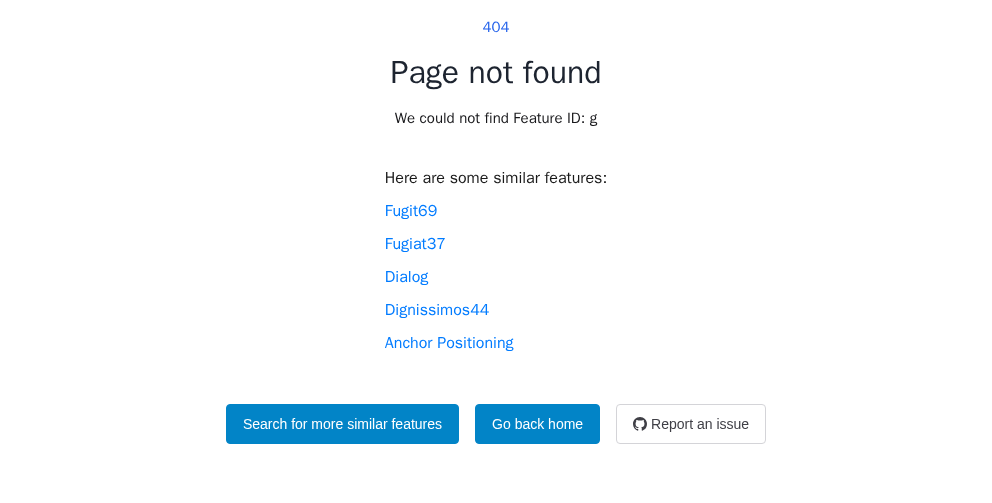 404
Page not found
We could not find Feature ID: g
Here are some similar features:
Fugit69
Fugiat37
Dialog
Dignissimos44
Anchor Positioning
Search for more similar features
Go back home
Report an issue